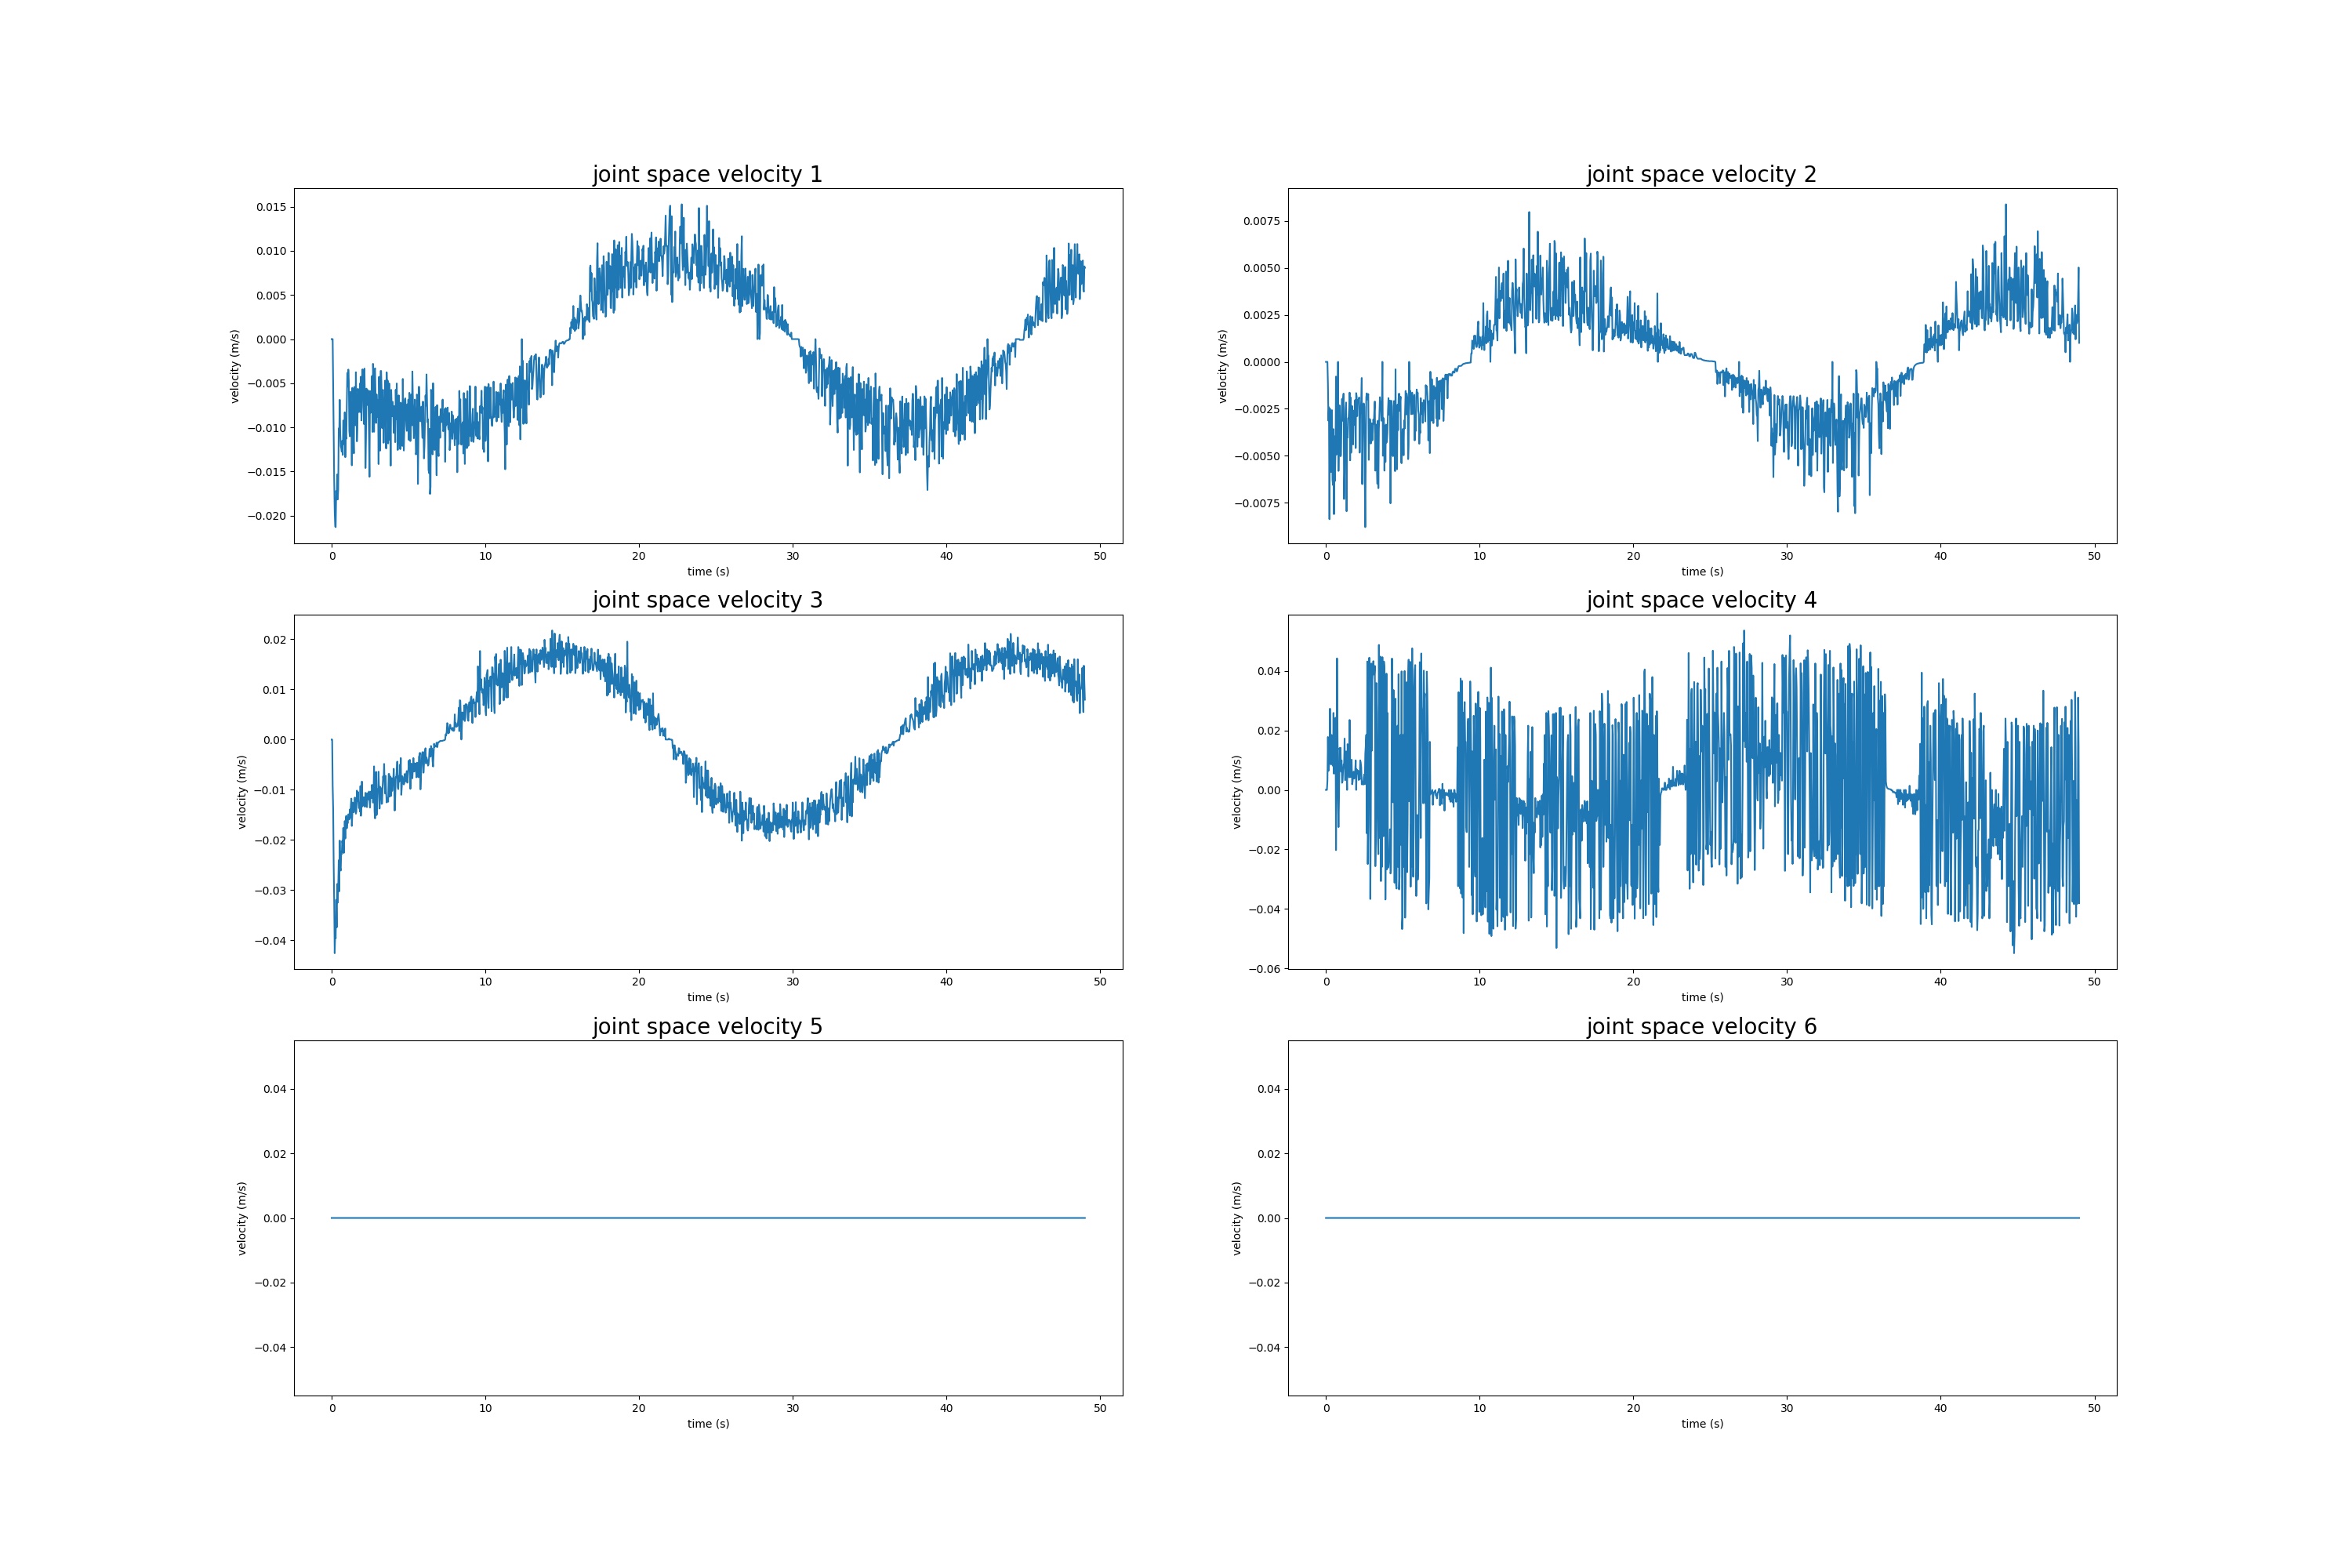 joint space velocity 1
0.015
0.010
0.005
0.000
−0.005
−0.010
−0.015
−0.020
velocity (m/s)
0 10 20 30 40 50
time (s)
joint space velocity 2
0.0075
0.0050
0.0025
0.0000
−0.0025
−0.0050
−0.0075
velocity (m/s)
0 10 20 30 40 50
time (s)
joint space velocity 3
0.02
0.01
0.00
−0.01
−0.02
−0.03
−0.04
velocity (m/s)
0 10 20 30 40 50
time (s)
joint space velocity 4
0.04
0.02
0.00
−0.02
−0.04
−0.06
velocity (m/s)
0 10 20 30 40 50
time (s)
joint space velocity 5
0.04
0.02
0.00
−0.02
−0.04
velocity (m/s)
0 10 20 30 40 50
time (s)
joint space velocity 6
0.04
0.02
0.00
−0.02
−0.04
velocity (m/s)
0 10 20 30 40 50
time (s)